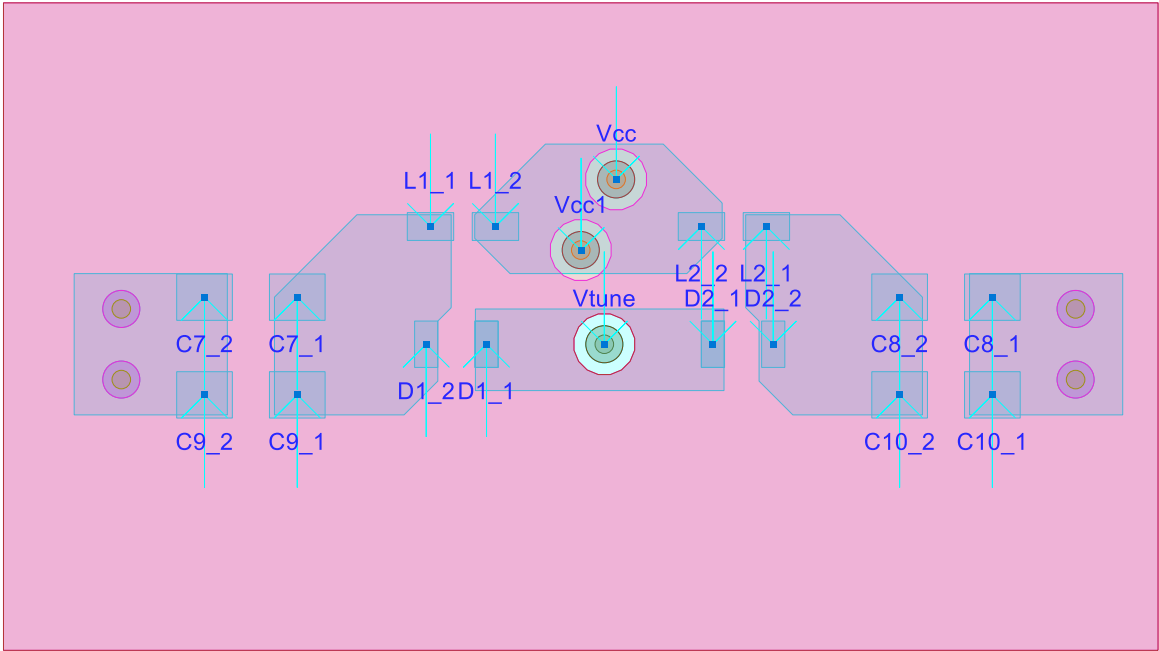 Vcc
L1_1 L1_2
Vcc1
L2_2 L2_1
Vtune D2_1 D2_2
C7_2 C7_1 C8_2 C8_1
D1_2 D1_1
C9_2 C9_1 C10_2 C10_1